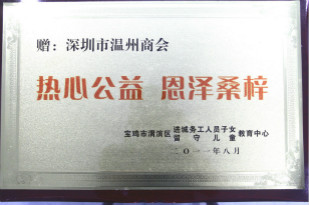 赠：深圳市温州商会
热心公益 恩泽桑梓
宝鸡市渭滨区进城务工人员子女留守儿童教育中心
二〇一一年八月